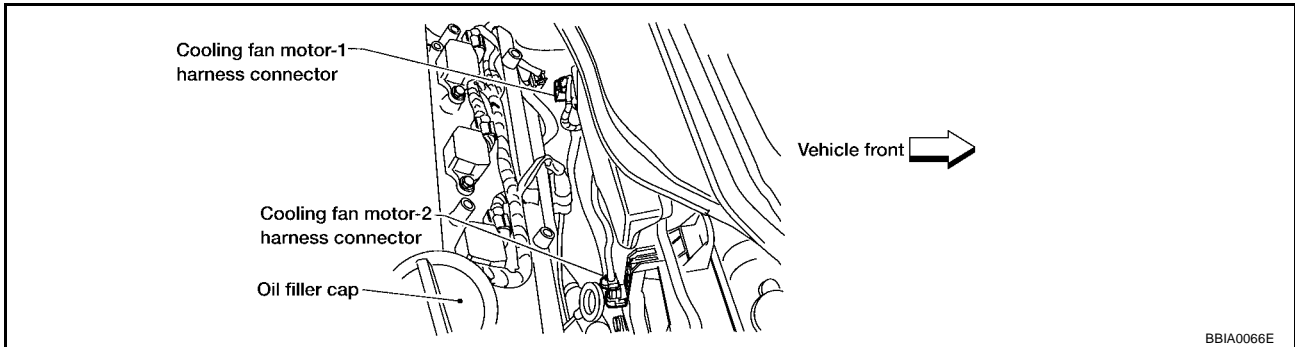 Cooling fan motor-1
harness connector
Vehicle front
Cooling fan motor-2
harness connector
Oil filler cap
BBIA0066E